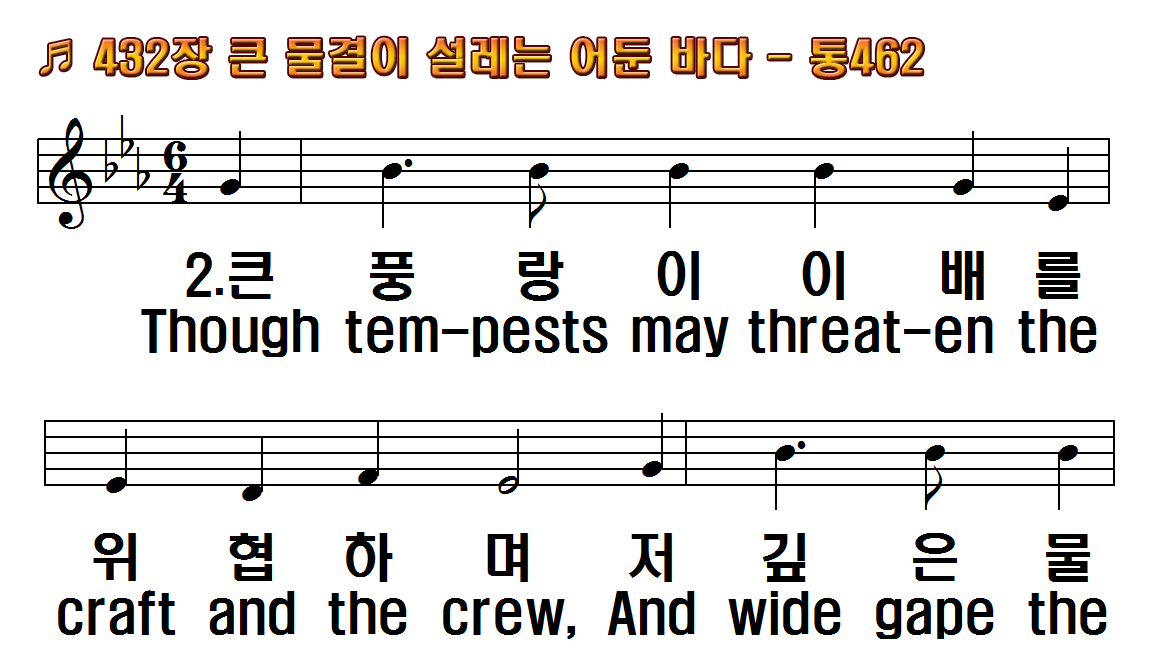 ♬ 432장 큰 물결이 설레는 어둔 바다 - 통462
6
4
2.큰 풍 랑 이 이 배 를
Though tem-pests may threat-en the
위 협 하 며 저 깊 은 물
craft and the crew, And wide gape the